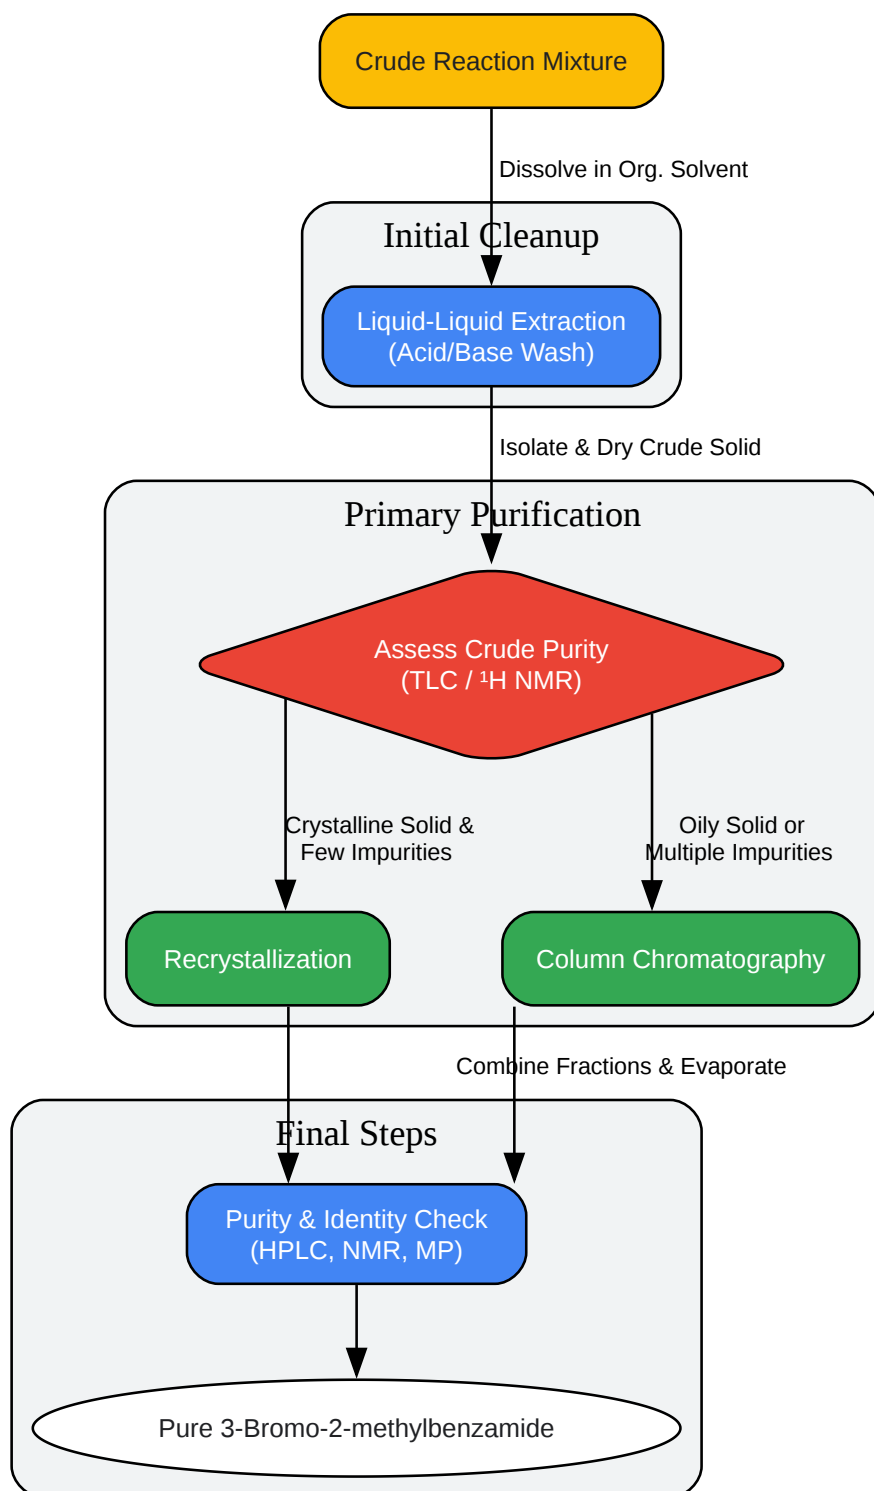 Crude Reaction Mixture
Dissolve in Org. Solvent
Initial Cleanup
Liquid-Liquid Extraction
(Acid/Base Wash)
Isolate & Dry Crude Solid
Primary Purification
Assess Crude Purity
(TLC / ¹H NMR)
Crystalline Solid &
Few Impurities
Oily Solid or
Multiple Impurities
Recrystallization
Column Chromatography
Combine Fractions & Evaporate
Final Steps
Purity & Identity Check
(HPLC, NMR, MP)
Pure 3-Bromo-2-methylbenzamide